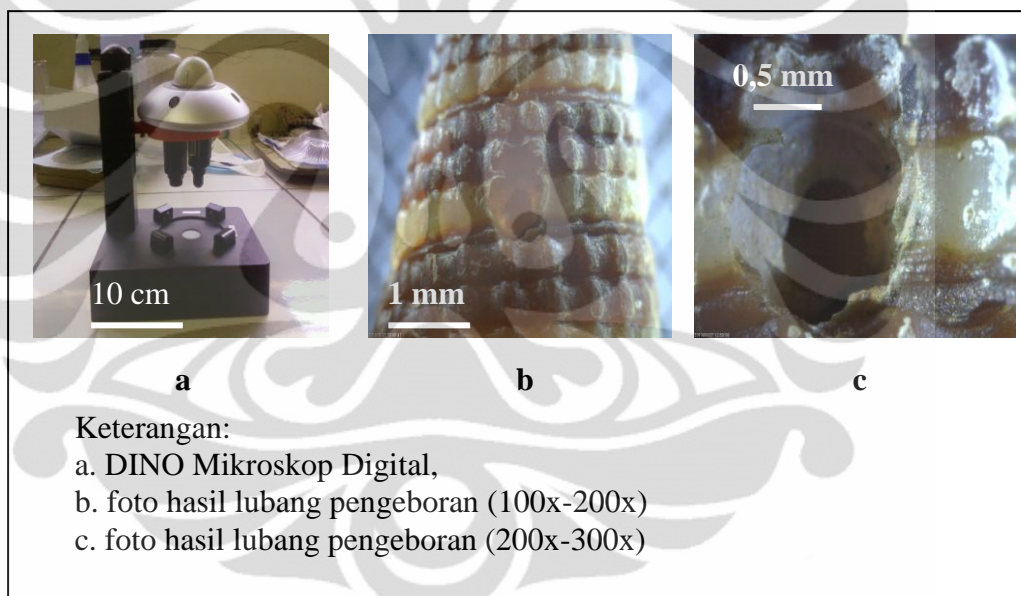 10 cm
1 mm
0,5 mm
a
b
c
Keterangan:
a. DINO Mikroskop Digital,
b. foto hasil lubang pengeboran (100x-200x)
c. foto hasil lubang pengeboran (200x-300x)